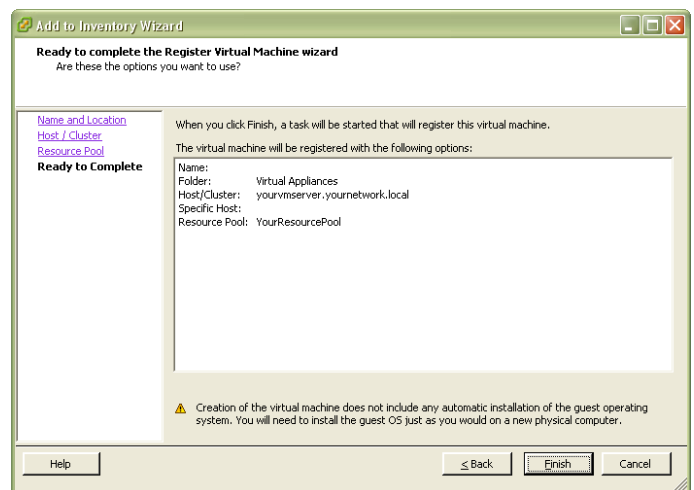 Add to Inventory Wizard
Ready to complete the Register Virtual Machine wizard
Are these the options you want to use?
Name and Location
Host / Cluster
Resource Pool
Ready to Complete
When you click Finish, a task will be started that will register this virtual machine.
The virtual machine will be registered with the following options:
Name:
Folder: Virtual Appliances
Host/Cluster: yourvmserver.yournetwork.local
Specific Host:
Resource Pool: YourResourcePool
Creation of the virtual machine does not include any automatic installation of the guest operating
system. You will need to install the guest OS just as you would on a new physical computer.
Help
≤ Back
Finish
Cancel